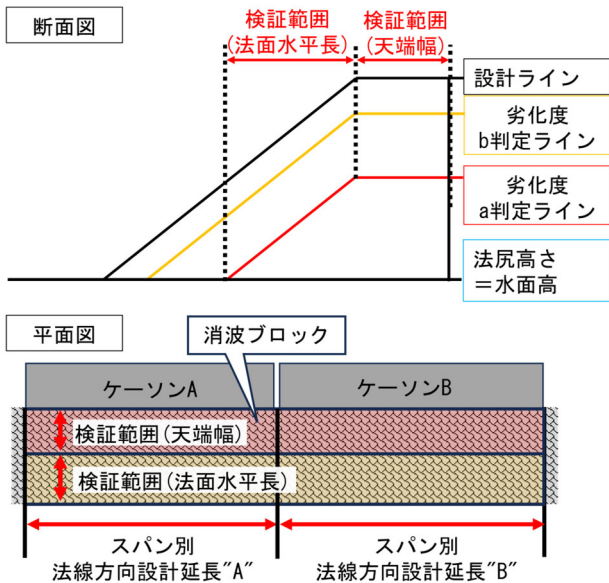 断面図
検証範囲
(法面水平長)
検証範囲
(天端幅)
設計ライン
劣化度
b判定ライン
劣化度
a判定ライン
法尻高さ
＝水面高
平面図
消波ブロック
ケーソンA
ケーソンB
検証範囲(天端幅)
検証範囲(法面水平長)
スパン別
法線方向設計延長"A"
スパン別
法線方向設計延長"B"